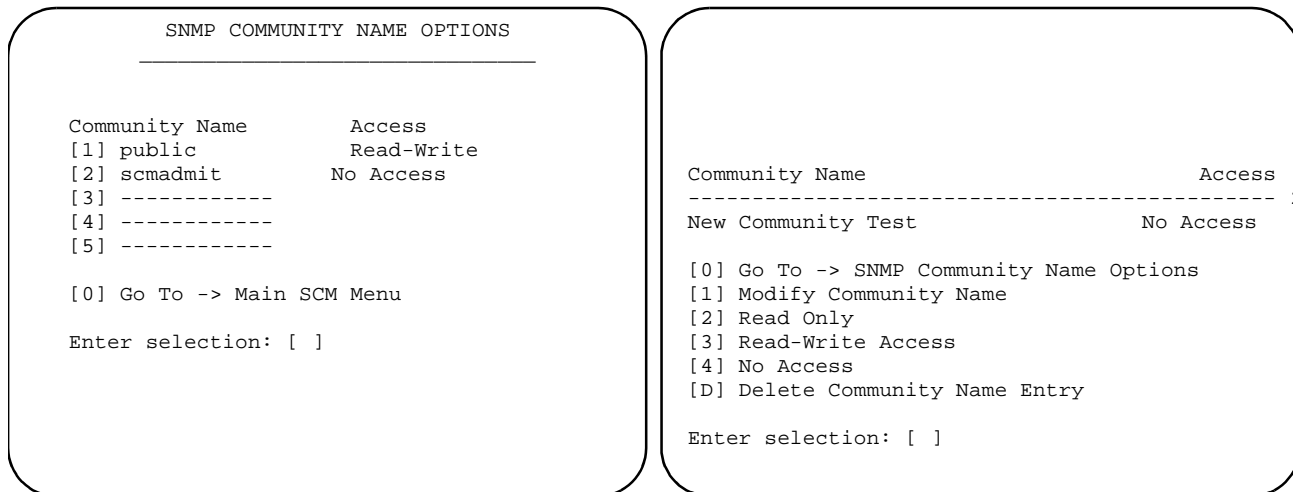 SNMP COMMUNITY NAME OPTIONS
_______________________________
Community Name Access
[1] public Read-Write
[2] scmadmit No Access
[3] ------------
[4] ------------
[5] ------------
[0] Go To -> Main SCM Menu
Enter selection: [ ]
Community Name Access
----------------------------------------------
New Community Test No Access
[0] Go To -> SNMP Community Name Options
[1] Modify Community Name
[2] Read Only
[3] Read-Write Access
[4] No Access
[D] Delete Community Name Entry
Enter selection: [ ]